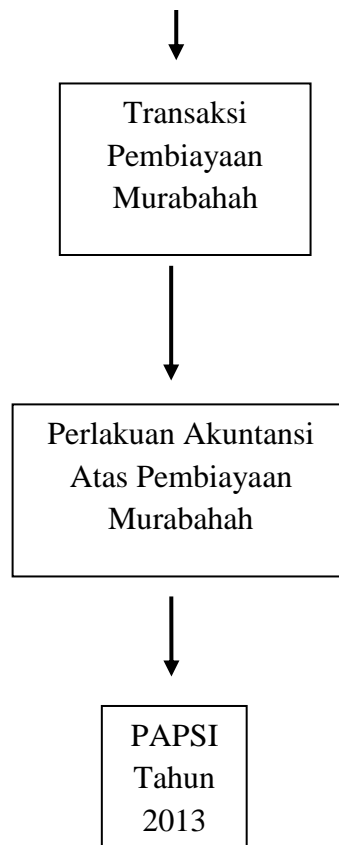 Transaksi
Pembiayaan
Murabahah
Perlakuan Akuntansi
Atas Pembiayaan
Murabahah
PAPSI
Tahun
2013